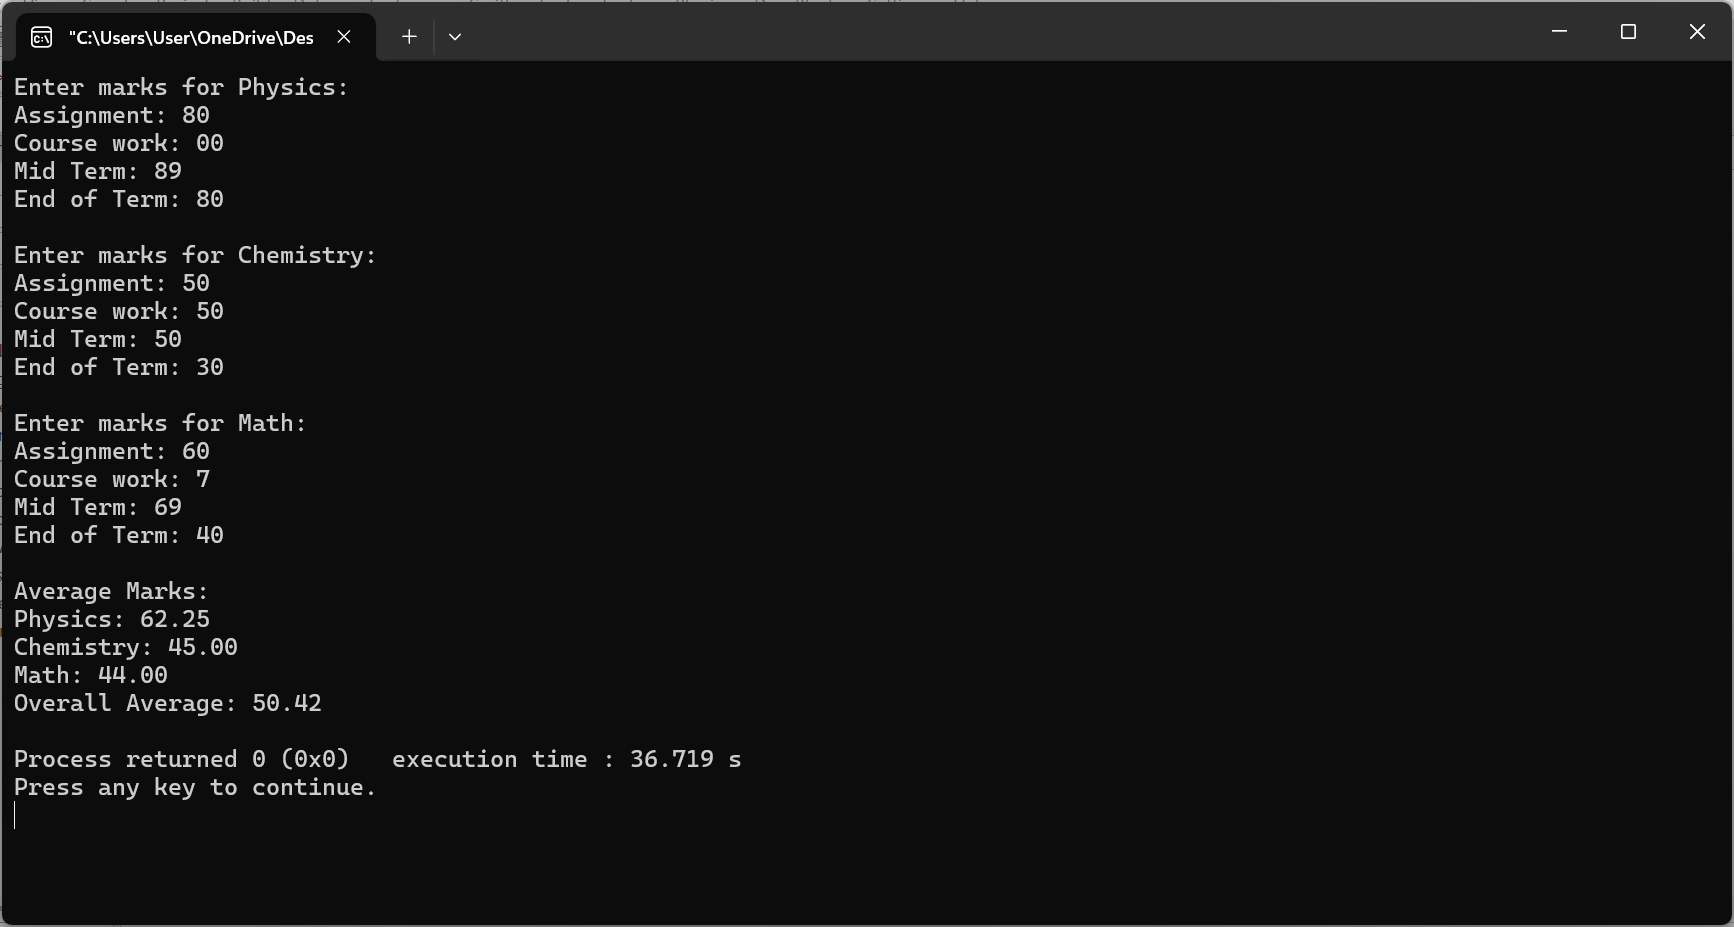 "C:\Users\User\OneDrive\Des
Enter marks for Physics:
Assignment: 80
Course work: 00
Mid Term: 89
End of Term: 80
Enter marks for Chemistry:
Assignment: 50
Course work: 50
Mid Term: 50
End of Term: 30
Enter marks for Math:
Assignment: 60
Course work: 7
Mid Term: 69
End of Term: 40
Average Marks:
Physics: 62.25
Chemistry: 45.00
Math: 44.00
Overall Average: 50.42
Process returned 0 (0x0)   execution time : 36.719 s
Press any key to continue.